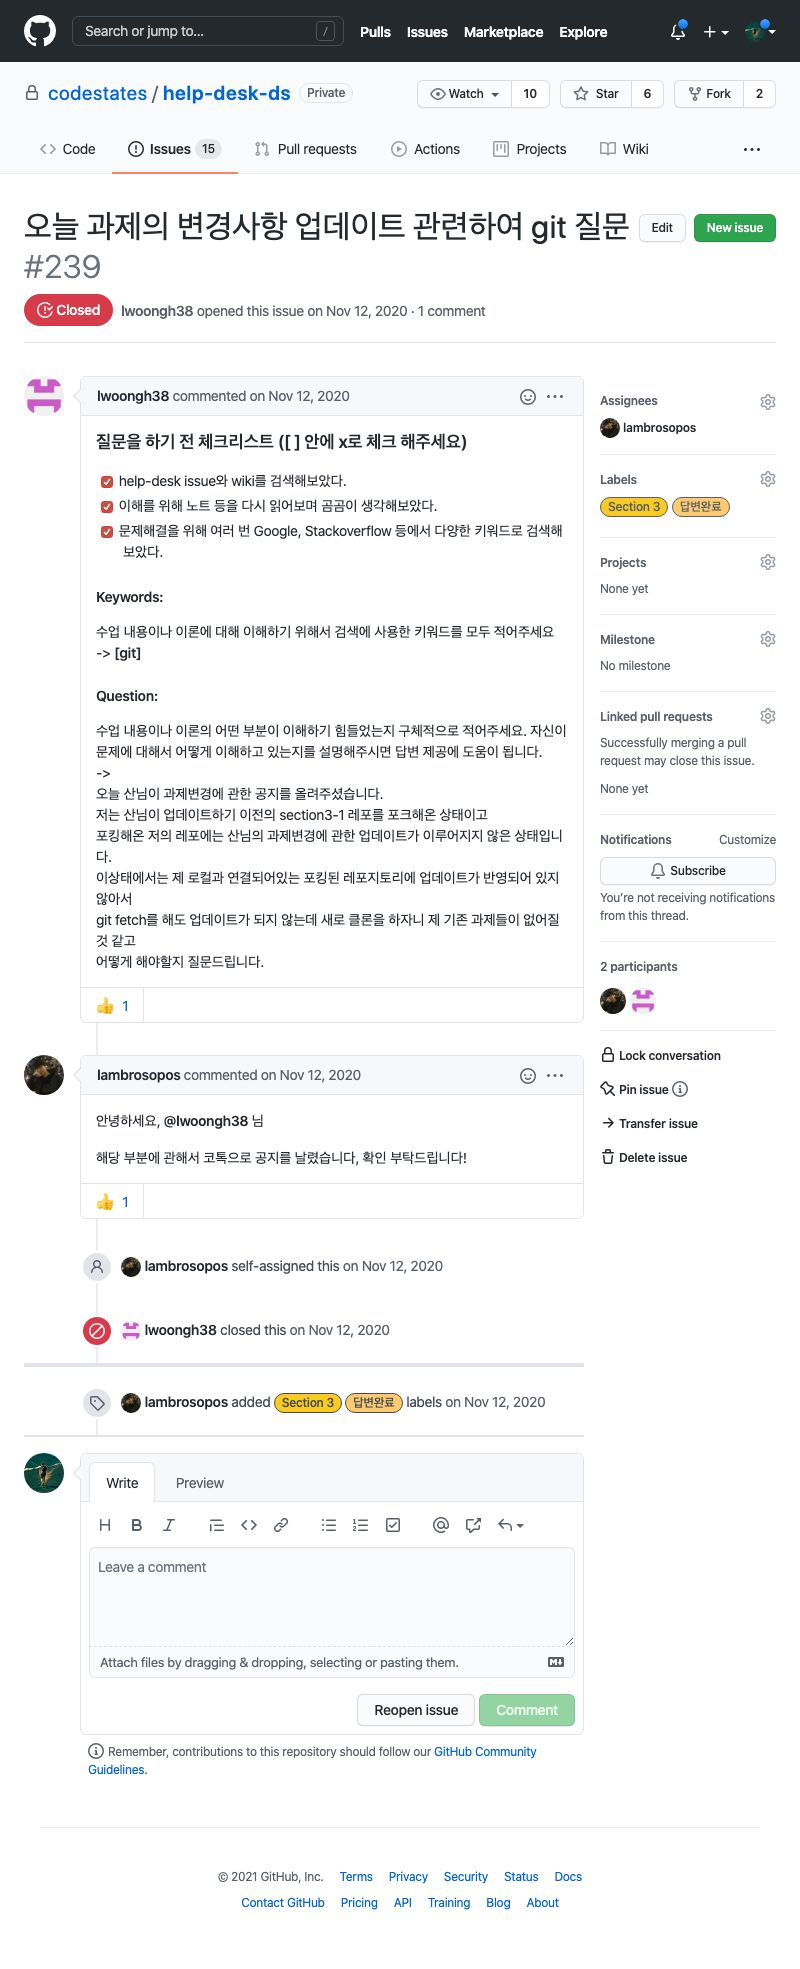 Search or jump to... /
Pulls Issues Marketplace Explore
codestates / help-desk-ds Private
Watch 10 Star 6 Fork 2
Code Issues 15 Pull requests Actions Projects Wiki ...
오늘 과제의 변경사항 업데이트 관련하여 git 질문
#239
Edit New issue
Closed lwoongh38 opened this issue on Nov 12, 2020 · 1 comment
lwoongh38 commented on Nov 12, 2020
질문을 하기 전 체크리스트 ([ ] 안에 x로 체크 해주세요)
help-desk issue와 wiki를 검색해보았다.
이해를 위해 노트 등을 다시 읽어보며 곰곰이 생각해보았다.
문제해결을 위해 여러 번 Google, Stackoverflow 등에서 다양한 키워드로 검색해
보았다.
Keywords:
수업 내용이나 이론에 대해 이해하기 위해서 검색에 사용한 키워드를 모두 적어주세요
-> [git]
Question:
수업 내용이나 이론의 어떤 부분이 이해하기 힘들었는지 구체적으로 적어주세요. 자신이
문제에 대해서 어떻게 이해하고 있는지를 설명해주시면 답변 제공에 도움이 됩니다.
->
오늘 산님이 과제변경에 관한 공지를 올려주셨습니다.
저는 산님이 업데이트하기 이전의 section3-1 레포를 포크해온 상태이고
포킹해온 저의 레포에는 산님의 과제변경에 관한 업데이트가 이루어지지 않은 상태입니
다.
이상태에서는 제 로컬과 연결되어있는 포킹된 레포지토리에 업데이트가 반영되어 있지
않아서
git fetch를 해도 업데이트가 되지 않는데 새로 클론을 하자니 제 기존 과제들이 없어질
것 같고
어떻게 해야할지 질문드립니다.
👍 1
lambrosopos commented on Nov 12, 2020
안녕하세요, @lwoongh38 님
해당 부분에 관해서 코톡으로 공지를 날렸습니다, 확인 부탁드립니다!
👍 1
lambrosopos self-assigned this on Nov 12, 2020
lwoongh38 closed this on Nov 12, 2020
lambrosopos added Section 3 답변완료 labels on Nov 12, 2020
Write Preview
Leave a comment
Attach files by dragging & dropping, selecting or pasting them.
Reopen issue Comment
Remember, contributions to this repository should follow our GitHub Community
Guidelines.
Assignees
lambrosopos
Labels
Section 3 답변완료
Projects
None yet
Milestone
No milestone
Linked pull requests
Successfully merging a pull
request may close this issue.
None yet
Notifications Customize
Subscribe
You're not receiving notifications
from this thread.
2 participants
Lock conversation
Pin issue
Transfer issue
Delete issue
© 2021 GitHub, Inc. Terms Privacy Security Status Docs
Contact GitHub Pricing API Training Blog About